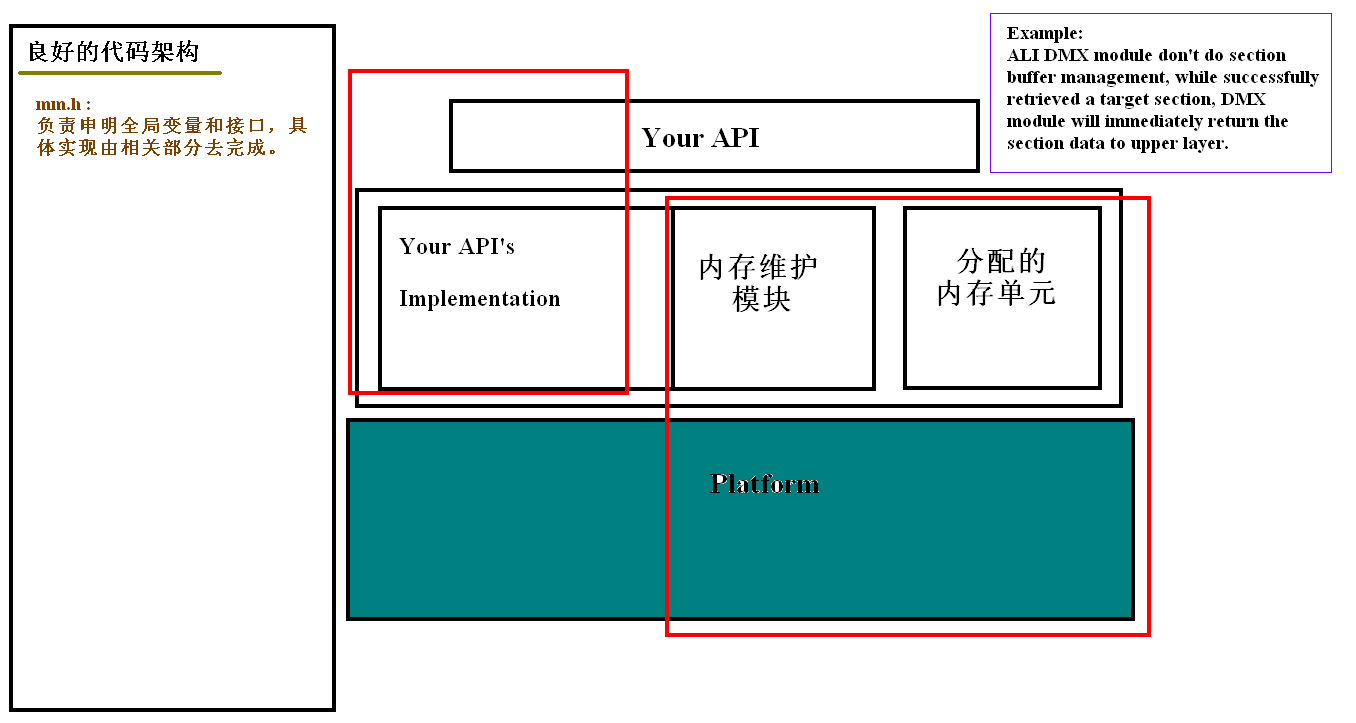 良好的代码架构
mm.h :
负责申明全局变量和接口，具
体实现由相关部分去完成。
Your API
Your API's
Implementation
内存维护
模块
分配的
内存单元
Platform
Example:
ALI DMX module don't do section
buffer management, while successfully
retrieved a target section, DMX
module will immediately return the
section data to upper layer.